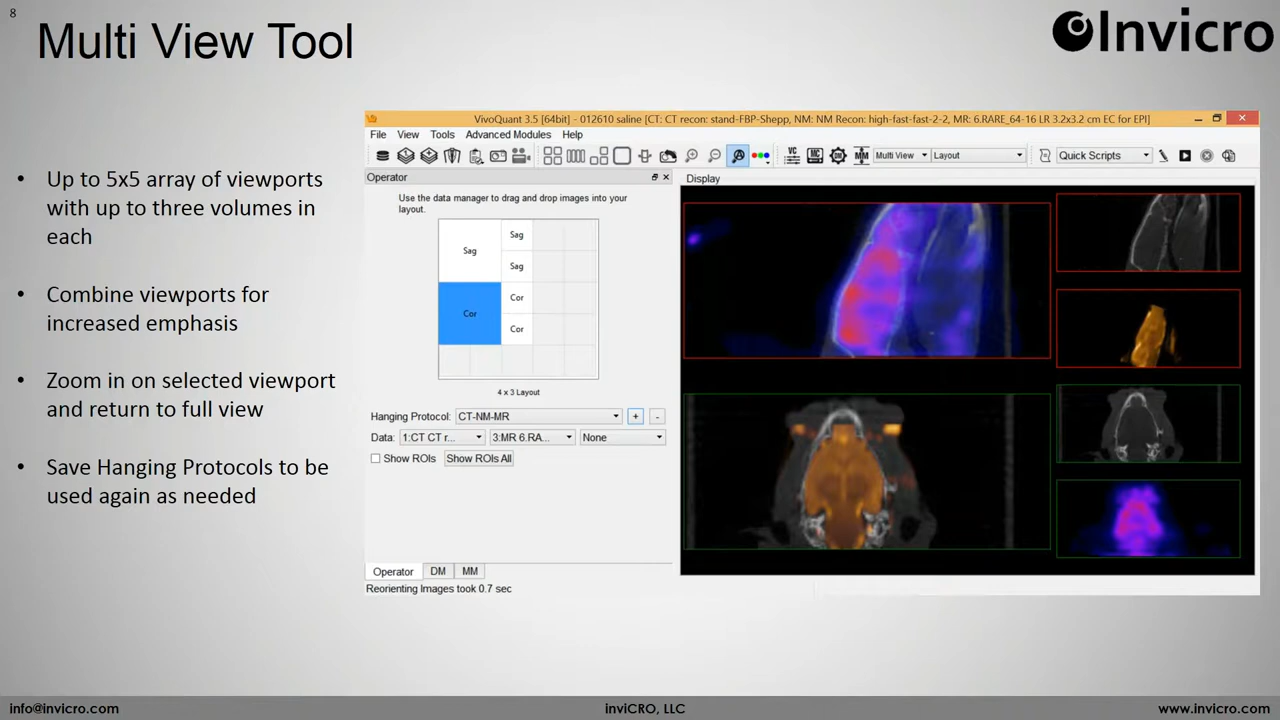 8
Multi View Tool
Invicro
• Up to 5x5 array of viewports
with up to three volumes in
each
• Combine viewports for
increased emphasis
• Zoom in on selected viewport
and return to full view
• Save Hanging Protocols to be
used again as needed
VivoQuant 3.5 [64bit] - 012610 saline [CT: CT recon: stand-FBP-Shepp, NM: NM Recon: high-fast-fast-2-2, MR: 6.RARE_64-16 LR 3.2x3.2 cm EC for EPI]
File View Tools Advanced Modules Help
VC MC MM Multi View Layout Quick Scripts
Operator
Display
Use the data manager to drag and drop images into your
layout.
Sag
Sag
Sag
Cor
Cor
Cor
4 x 3 Layout
Hanging Protocol: CT-NM-MR + -
Data: 1:CT CT r... 3:MR 6.RA... None
Show ROIs Show ROIs All
Operator DM MM
Reorienting Images took 0.7 sec
info@invicro.com
inviCRO, LLC
www.invicro.com